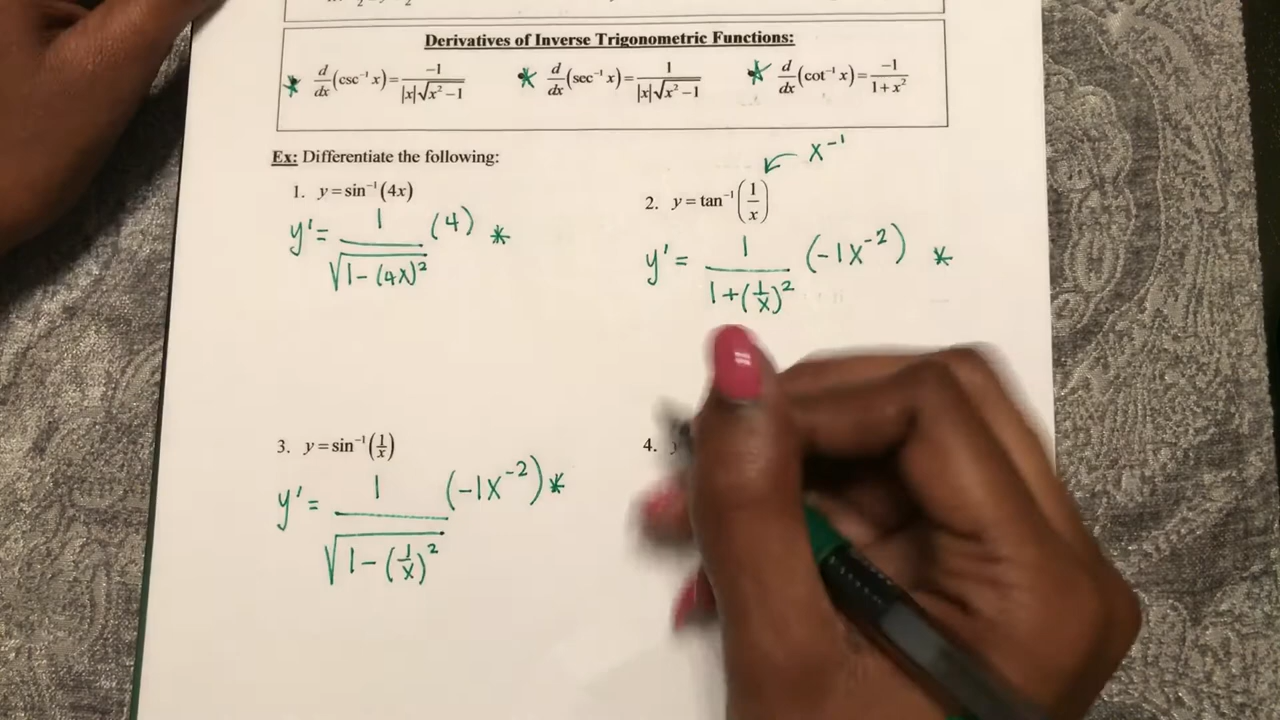 Derivatives of Inverse Trigonometric Functions:
* d/dx(csc⁻¹ x) = -1/(|x|√(x²-1)) * d/dx(sec⁻¹ x) = 1/(|x|√(x²-1)) * d/dx(cot⁻¹ x) = -1/(1+x²)
Ex: Differentiate the following:
x⁻¹
1. y = sin⁻¹(4x)
y' = 1/√(1-(4x)²) (4) *
2. y = tan⁻¹(1/x)
y' = 1/(1+(1/x)²) (-1x⁻²) *
3. y = sin⁻¹(1/x)
y' = 1/√(1-(1/x)²) (-1x⁻²) *
4.